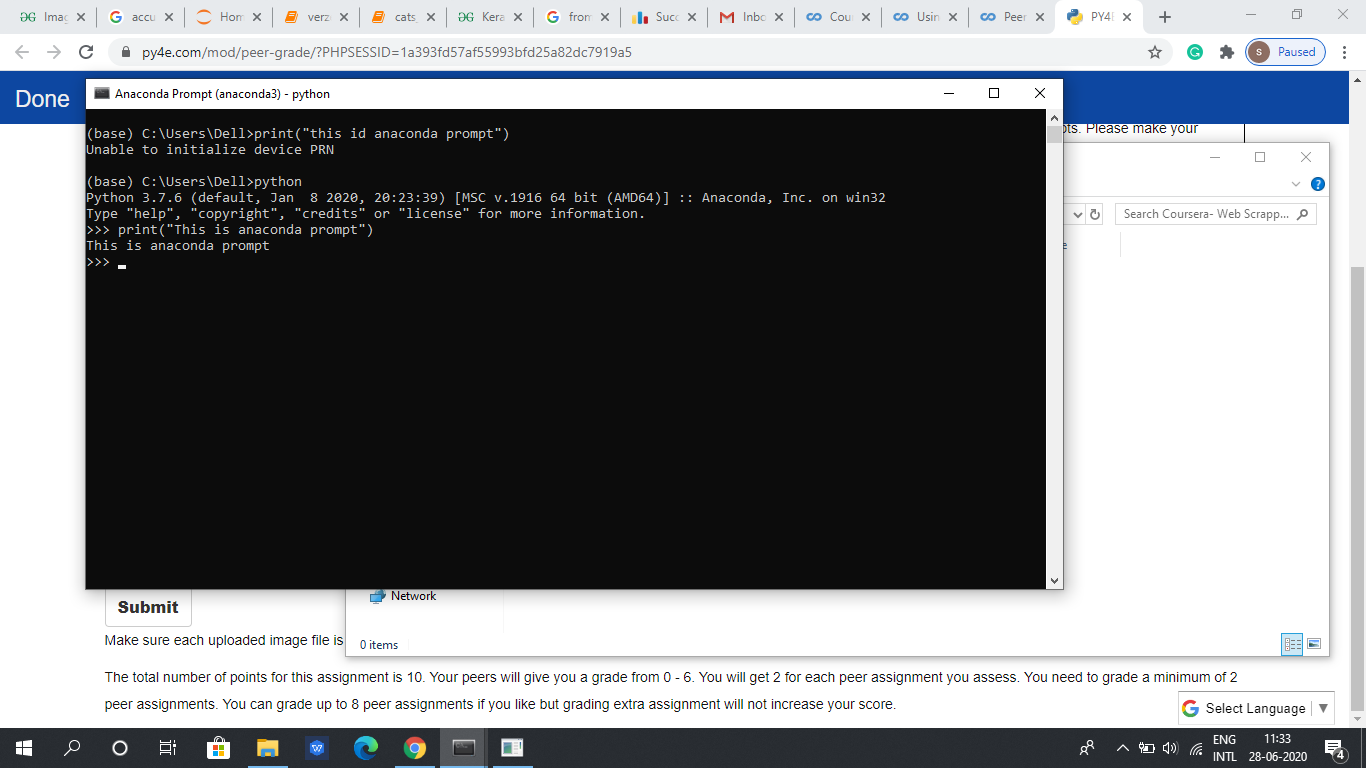 Imag
accu
Hom
verz
cats_
Kera
from
Succ
Inbo
Cou
Usin
Peer
PY4E
py4e.com/mod/peer-grade/?PHPSESSID=1a393fd57af55993bfd25a82dc7919a5
s Paused
Done
Anaconda Prompt (anaconda3) - python
pts. Please make your
(base) C:\Users\Dell>print("this id anaconda prompt")
Unable to initialize device PRN
(base) C:\Users\Dell>python
Python 3.7.6 (default, Jan  8 2020, 20:23:39) [MSC v.1916 64 bit (AMD64)] :: Anaconda, Inc. on win32
Type "help", "copyright", "credits" or "license" for more information.
>>> print("This is anaconda prompt")
This is anaconda prompt
>>>
Search Coursera- Web Scrapp...
Network
0 items
Submit
Make sure each uploaded image file is
The total number of points for this assignment is 10. Your peers will give you a grade from 0 - 6. You will get 2 for each peer assignment you assess. You need to grade a minimum of 2
peer assignments. You can grade up to 8 peer assignments if you like but grading extra assignment will not increase your score.
Select Language
ENG
INTL
11:33
28-06-2020
4